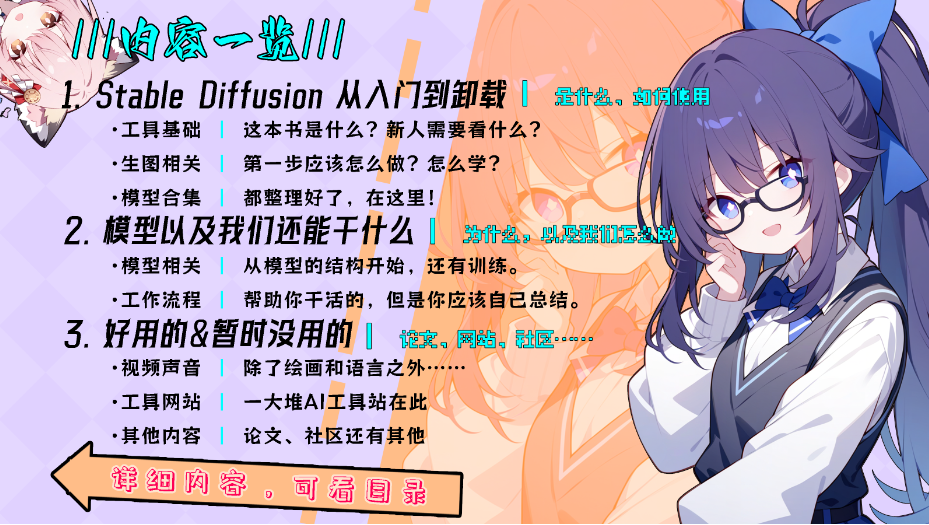 ///内容一览///
1. Stable Diffusion 从入门到卸载 | 是什么、如何使用
·工具基础 | 这本书是什么？新人需要看什么？
·生图相关 | 第一步应该怎么做？怎么学？
·模型合集 | 都整理好了，在这里！
2. 模型以及我们还能干什么 | 为什么，以及我们怎么做
·模型相关 | 从模型的结构开始，还有训练。
·工作流程 | 帮助你干活的，但是你应该自己总结。
3. 好用的&暂时没用的 | 论文、网站、社区……
·视频声音 | 除了绘画和语言之外……
·工具网站 | 一大堆AI工具站在此
·其他内容 | 论文、社区还有其他
详细内容，可看目录